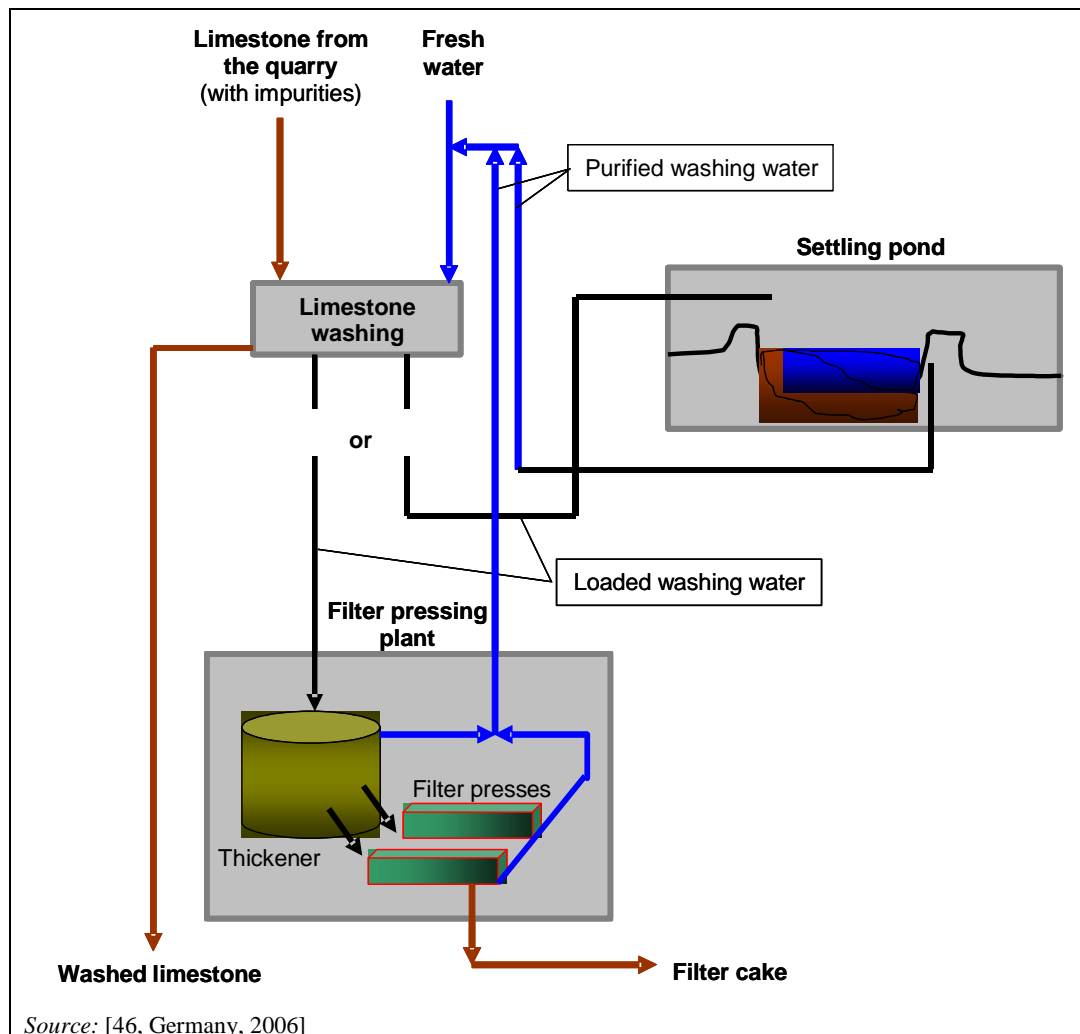 Limestone from
the quarry
(with impurities)
Fresh
water
Purified washing water
Settling pond
Limestone
washing
or
Loaded washing water
Filter pressing
plant
Filter presses
Thickener
Washed limestone
Filter cake
Source: [46, Germany, 2006]